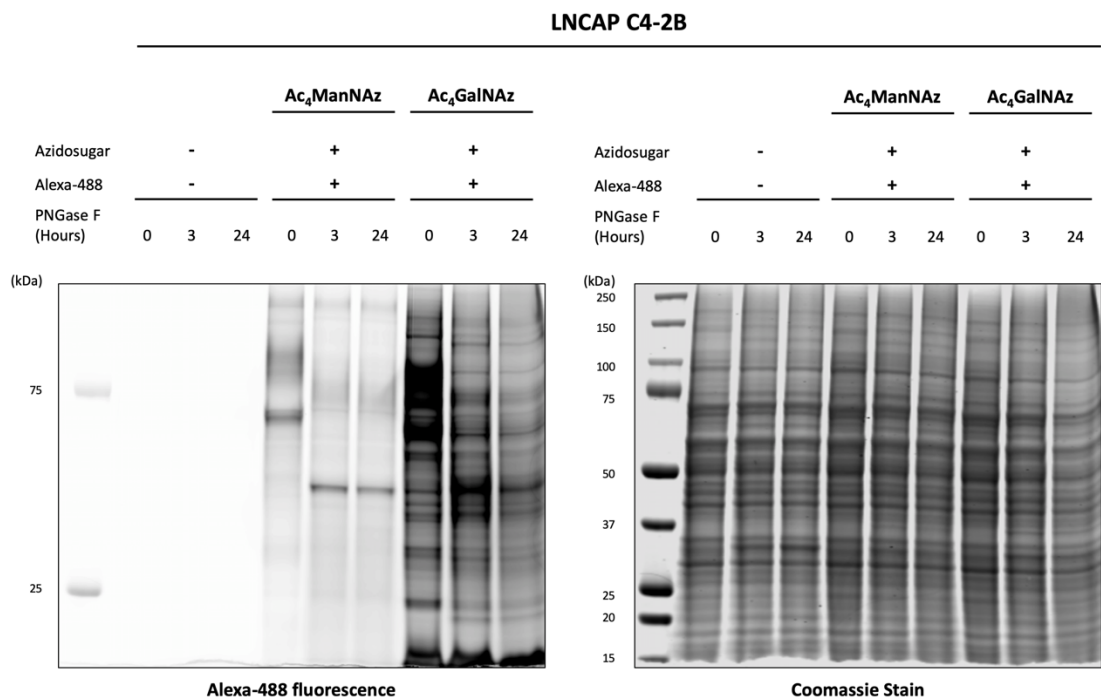 LNCAP C4-2B
Ac₄ManNAz Ac₄GalNAz Ac₄ManNAz Ac₄GalNAz
Azidosugar - + + Azidosugar - + +
Alexa-488 - + + Alexa-488 - + +
PNGase F PNGase F
(Hours) 0 3 24 0 3 24 0 3 24 (Hours) 0 3 24 0 3 24 0 3 24
(kDa) (kDa)
250
150
100
75 75
50
37
25 25
20
15
Alexa-488 fluorescence Coomassie Stain